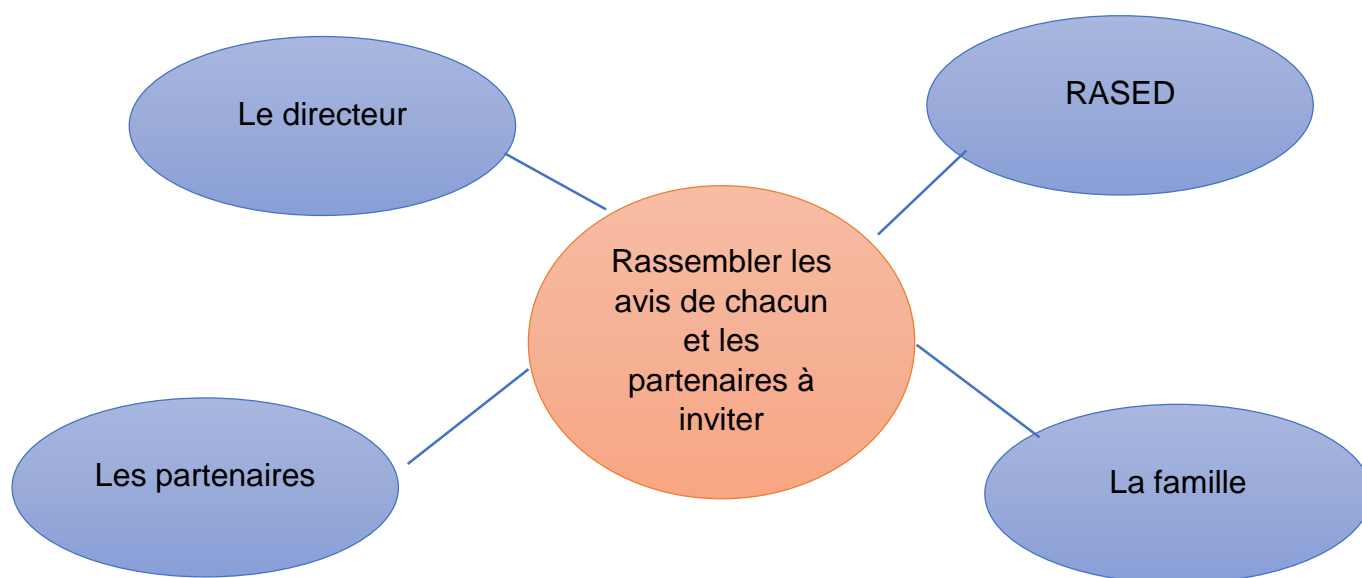 Le directeur
RASED
Rassembler les
avis de chacun
et les
partenaires à
inviter
Les partenaires
La famille